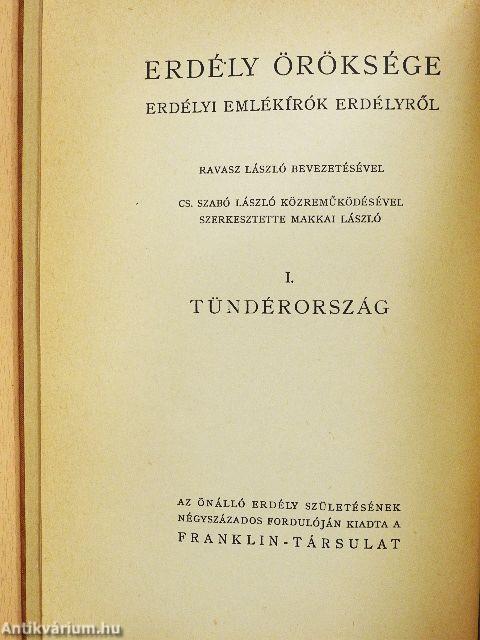 ERDÉLY ÖRÖKSÉGE
ERDÉLYI EMLÉKÍRÓK ERDÉLYRŐL
RAVASZ LÁSZLÓ BEVEZETÉSÉVEL
CS. SZABÓ LÁSZLÓ KÖZREMŰKÖDÉSÉVEL
SZERKESZTETTE MAKKAI LÁSZLÓ
I.
TÜNDÉRORSZÁG
AZ ÖNÁLLÓ ERDÉLY SZÜLETÉSÉNEK
NÉGYSZÁZADOS FORDULÓJÁN KIADTA A
FRANKLIN-TÁRSULAT
Antikvárium.hu